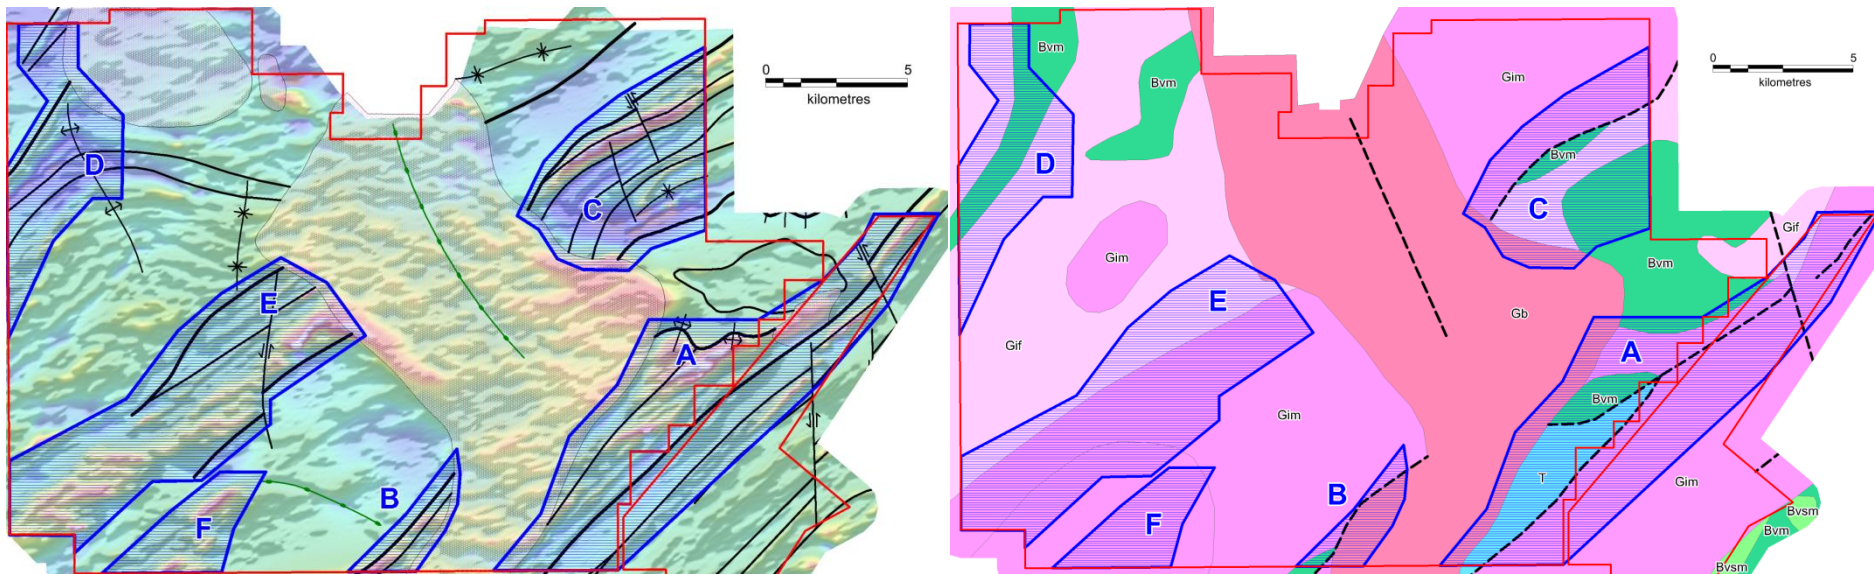 0 5
kilometres
D
C
E
A
B
F
Bvm
Bvm
Gim
0 5
kilometres
D
Bvm
C
Gif
Gim
Bvm
E
Gb
Gif
A
Bvm
Gim
T
Gim
B
F
Bvsm
Bvm
Bvsm